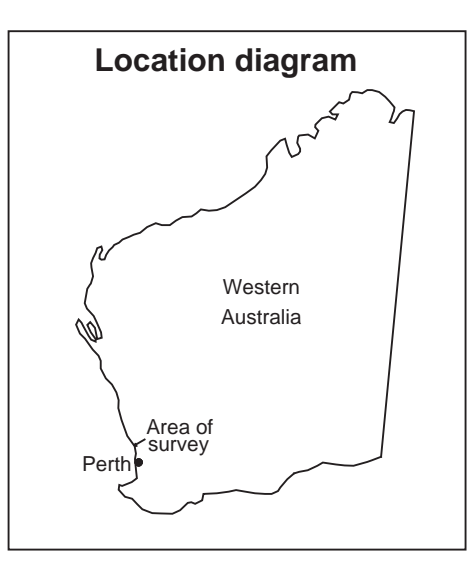 Location diagram
Western
Australia
Area of
survey
Perth